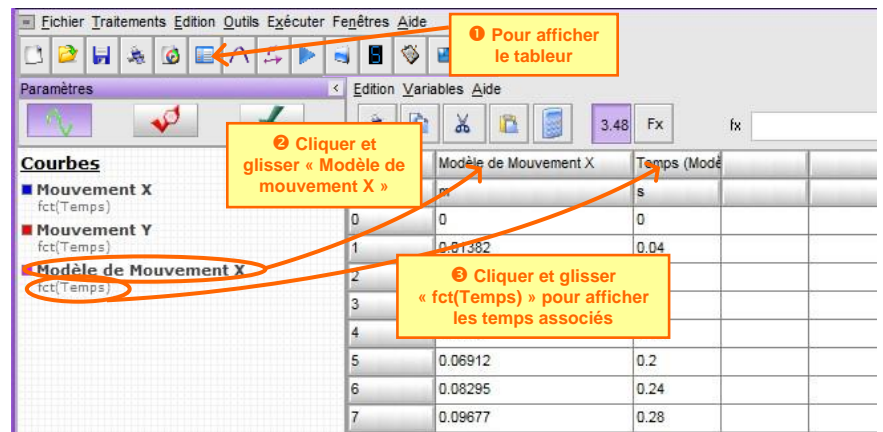 Fichier Traitements Edition Outils Exécuter Fenêtres Aide
❶ Pour afficher
le tableur
Paramètres
Edition Variables Aide
3.48 Fx fx
❷ Cliquer et
glisser « Modèle de
mouvement X »
Courbes
Mouvement X
fct(Temps)
Mouvement Y
fct(Temps)
Modèle de Mouvement X
fct(Temps)
Modèle de Mouvement X Temps (Modè
m s
0 0 0
1 0.01382 0.04
2
❸ Cliquer et glisser
« fct(Temps) » pour afficher
les temps associés
3
4
5 0.06912 0.2
6 0.08295 0.24
7 0.09677 0.28